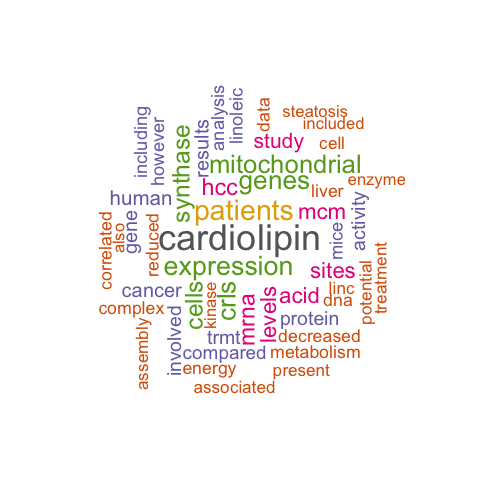 steatosis
included
data
analysis
linoleic
including
however
synthase
results
study
cell
mitochondrial
hcc
genes
liver
enzyme
human
patients
mcm
activity
mice
gene
also
correlated
reduced
cardiolipin
expression
sites
cancer
cells
kinase
crls
mrna
levels
acid
linc
dna
potential
treatment
complex
protein
assembly
involved
trmt
decreased
compared
metabolism
energy
present
associated